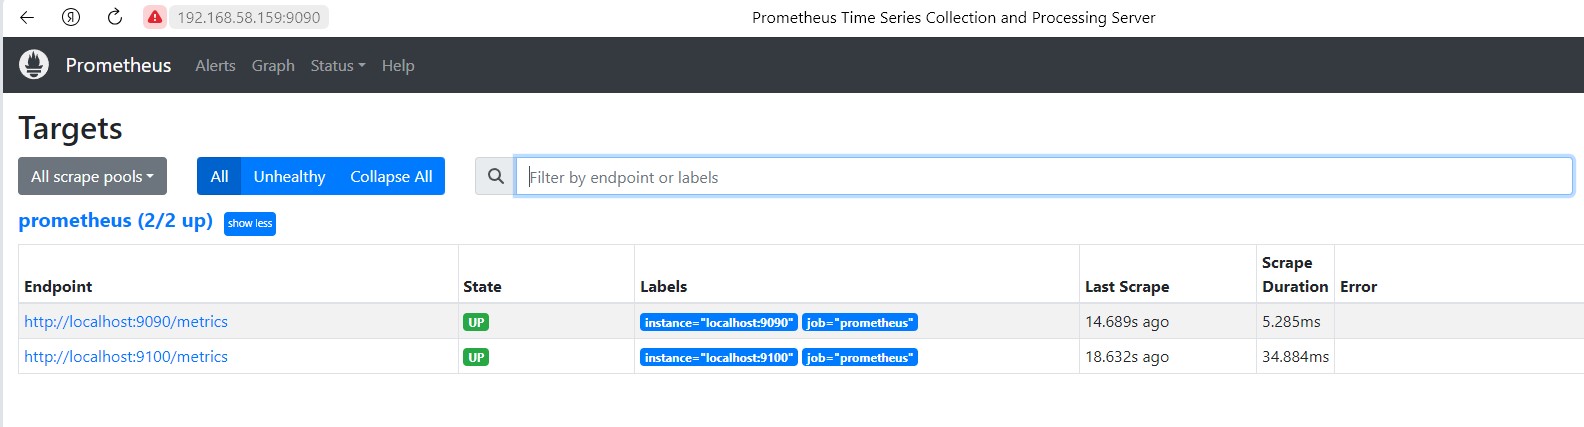 Я 192.168.58.159:9090 Prometheus Time Series Collection and Processing Server
Prometheus Alerts Graph Status Help
Targets
All scrape pools All Unhealthy Collapse All Filter by endpoint or labels
prometheus (2/2 up) show less
Endpoint State Labels Last Scrape Scrape Duration Error
http://localhost:9090/metrics UP instance="localhost:9090" job="prometheus" 14.689s ago 5.285ms
http://localhost:9100/metrics UP instance="localhost:9100" job="prometheus" 18.632s ago 34.884ms